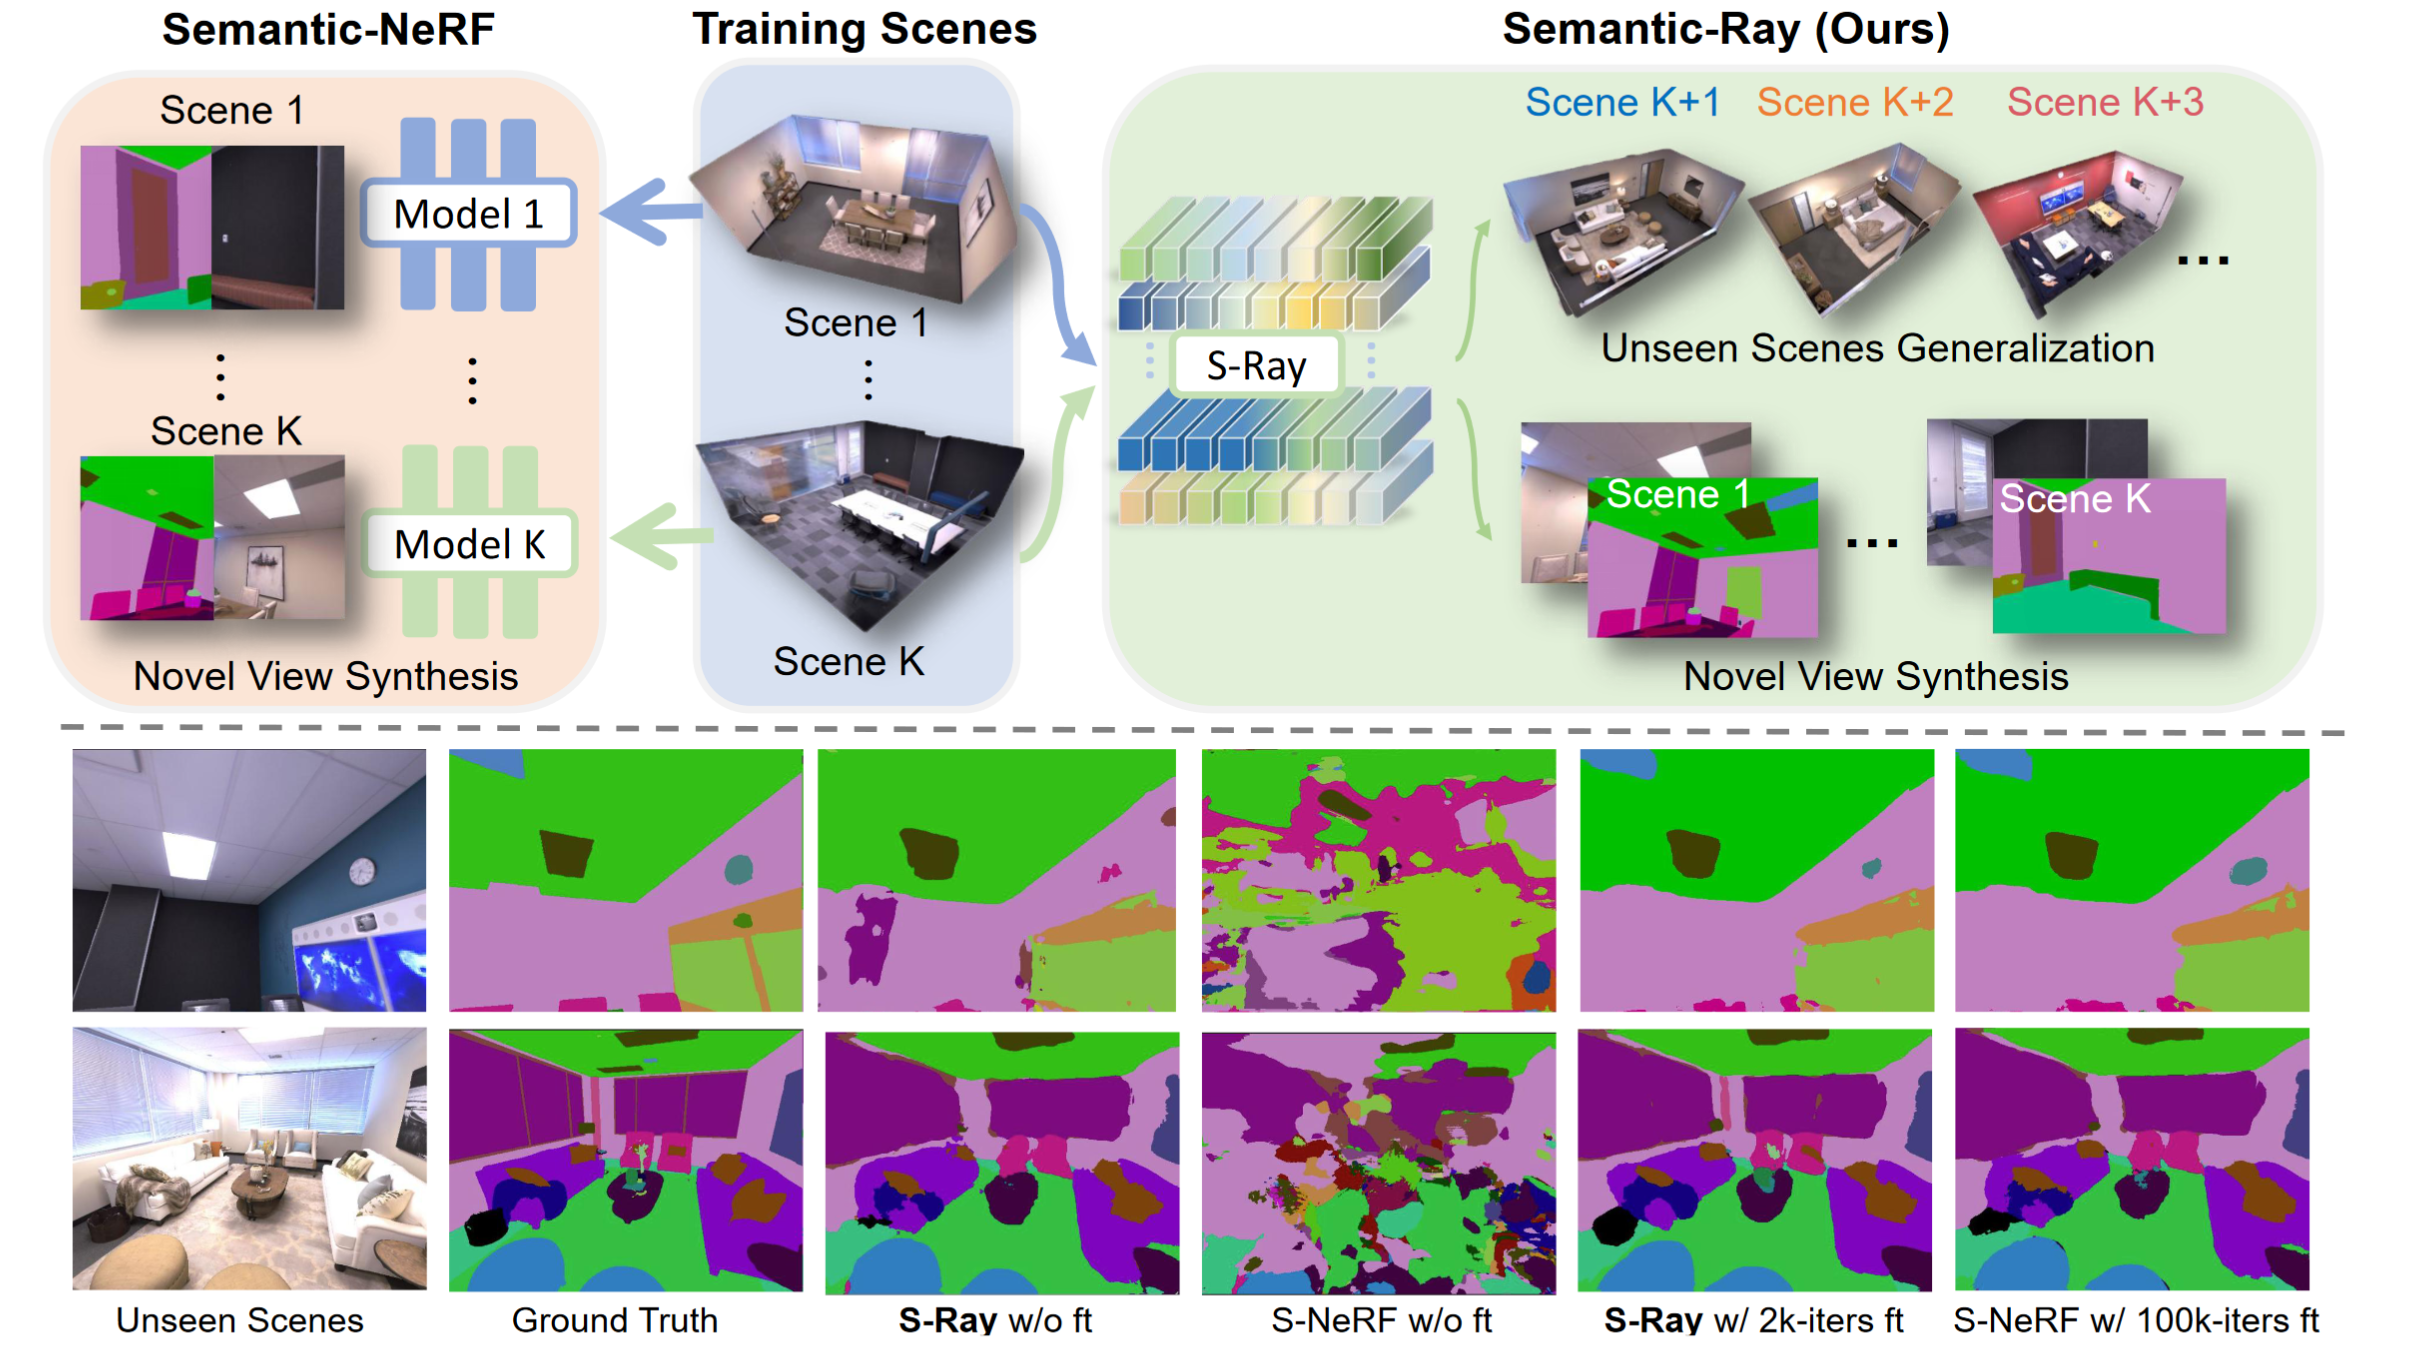 Semantic-NeRF
Training Scenes
Semantic-Ray (Ours)
Scene 1
Model 1
⋮
⋮
Scene K
Model K
Novel View Synthesis
Scene 1
⋮
Scene K
S-Ray
Scene K+1
Scene K+2
Scene K+3
...
Unseen Scenes Generalization
Scene 1
...
Scene K
Novel View Synthesis
Unseen Scenes
Ground Truth
S-Ray w/o ft
S-NeRF w/o ft
S-Ray w/ 2k-iters ft
S-NeRF w/ 100k-iters ft